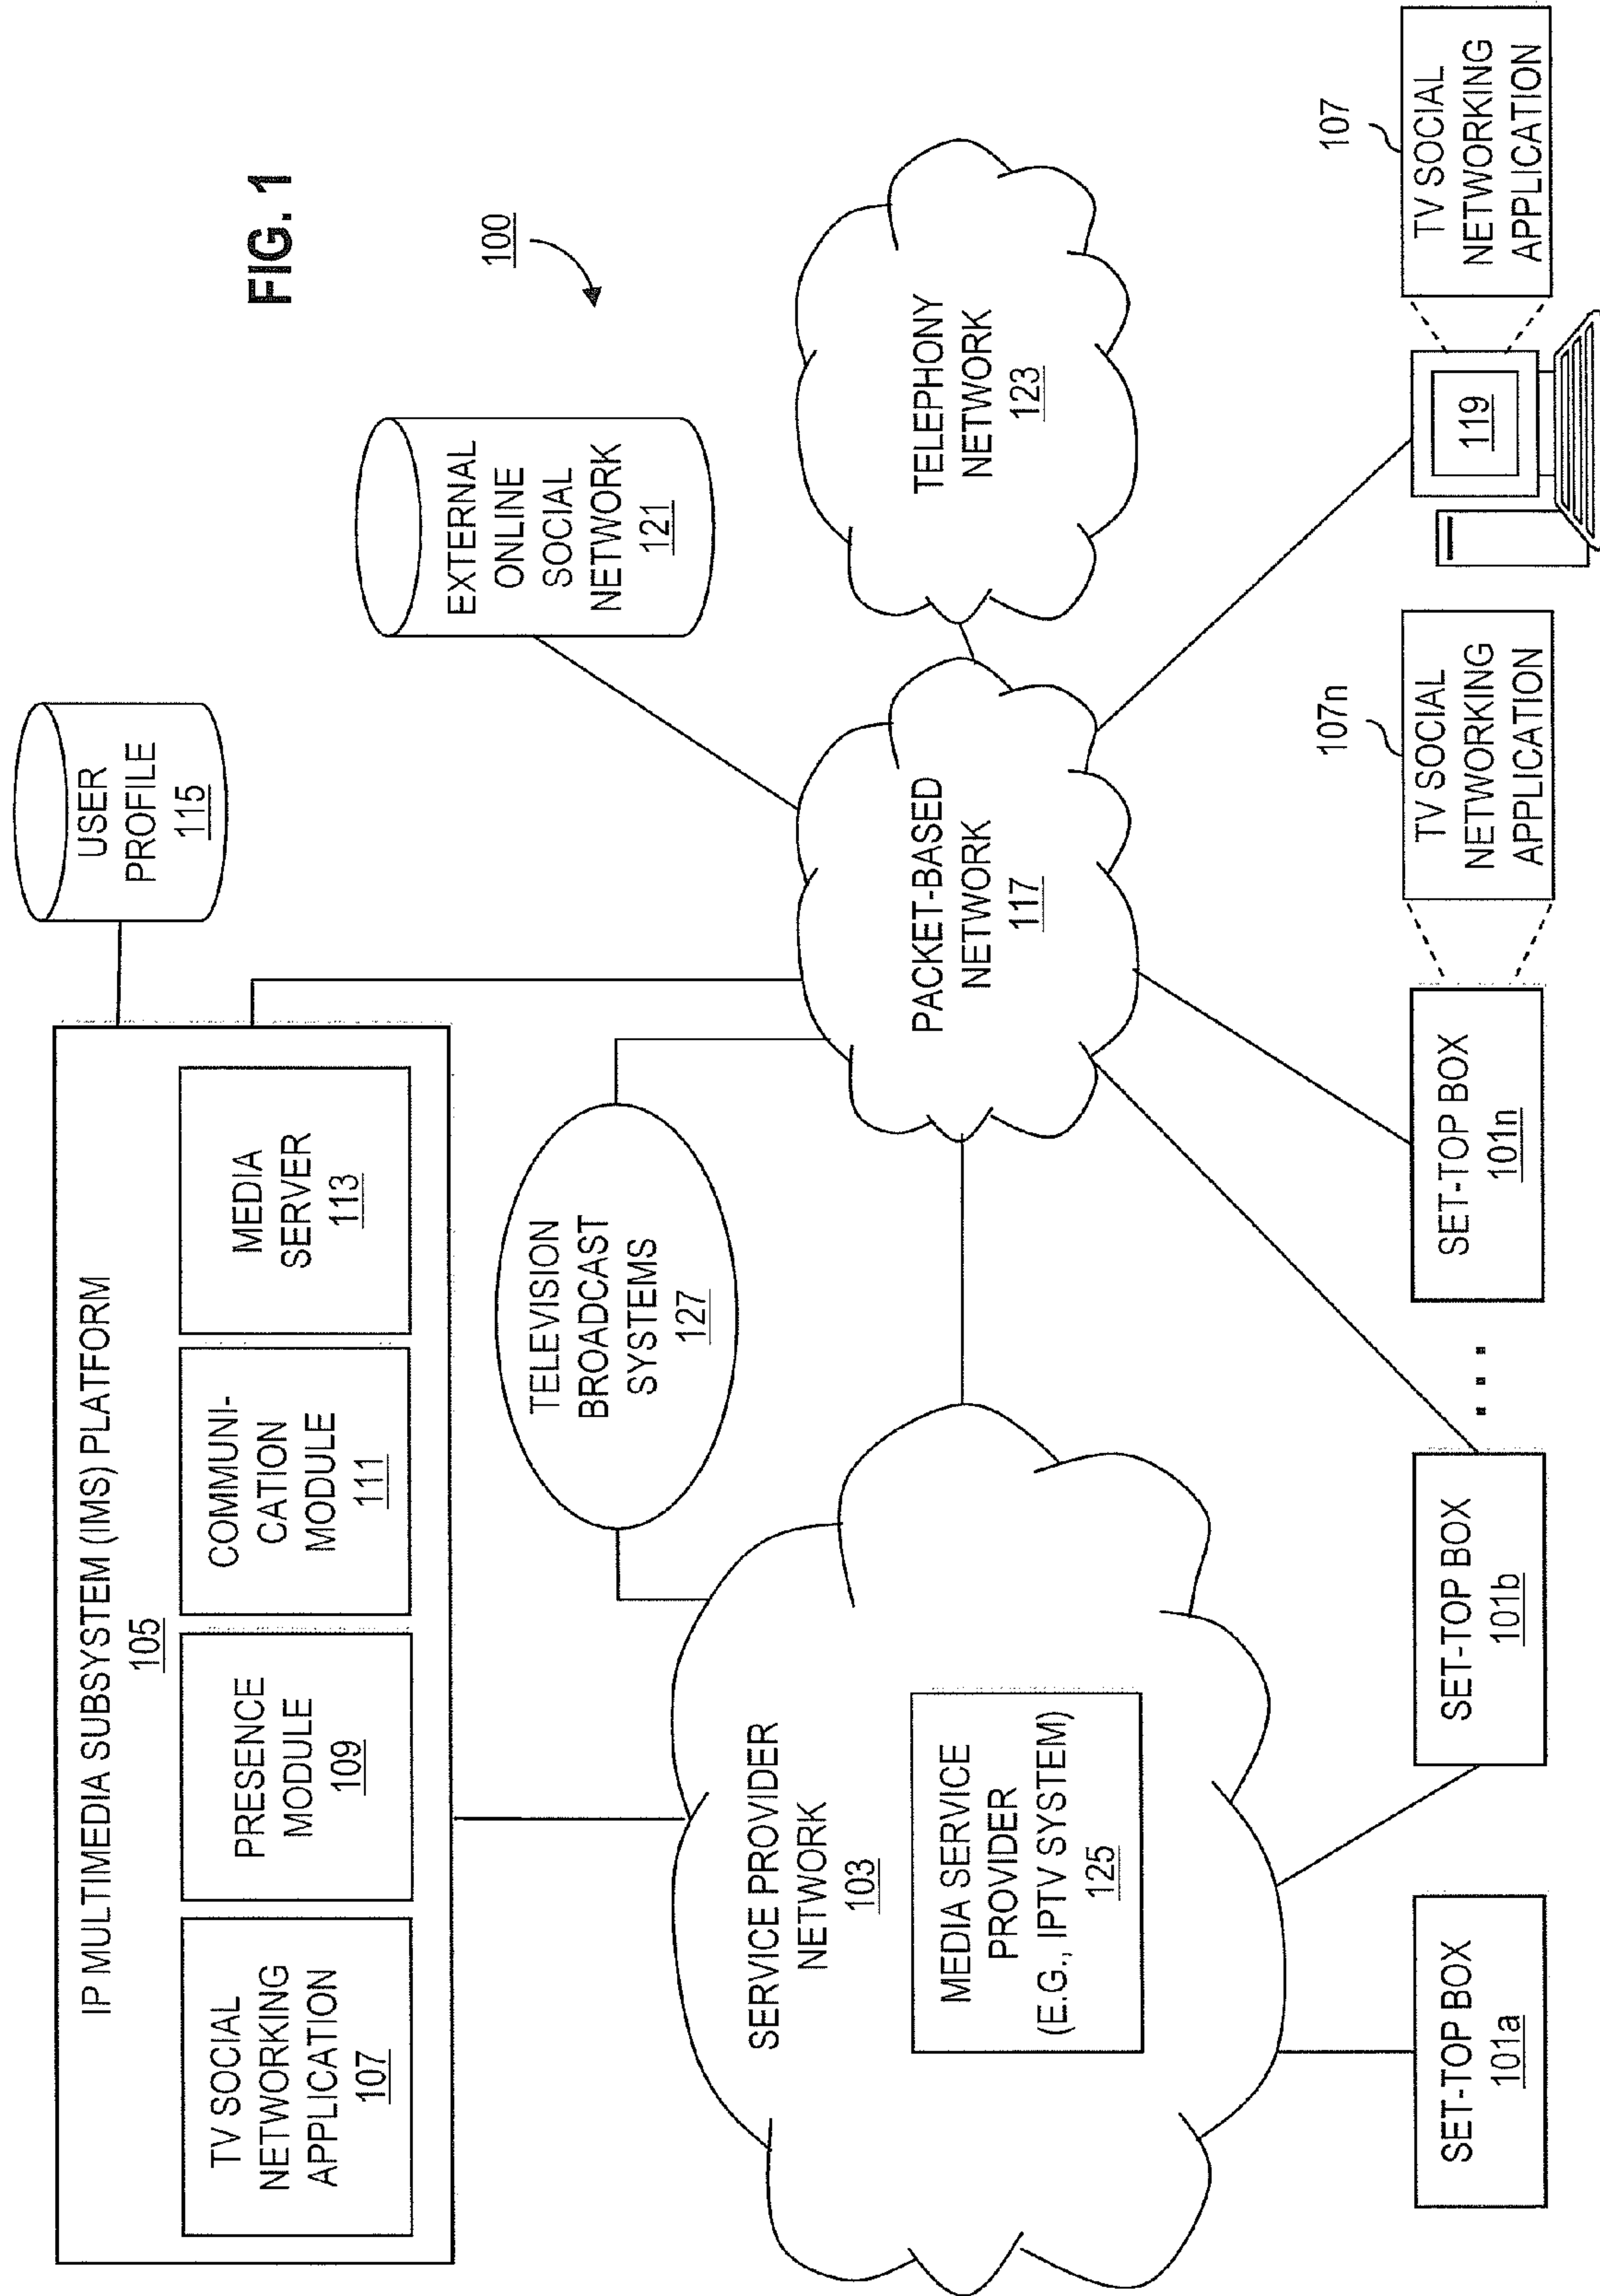 FIG. 1
100
IP MULTIMEDIA SUBSYSTEM (IMS) PLATFORM
105
TV SOCIAL
NETWORKING
APPLICATION
107
PRESENCE
MODULE
109
COMMUNI-
CATION
MODULE
111
MEDIA
SERVER
113
USER
PROFILE
115
EXTERNAL
ONLINE
SOCIAL
NETWORK
121
TELEVISION
BROADCAST
SYSTEMS
127
SERVICE PROVIDER
NETWORK
103
MEDIA SERVICE
PROVIDER
(E.G., IPTV SYSTEM)
125
PACKET-BASED
NETWORK
117
TELEPHONY
NETWORK
123
SET-TOP BOX
101a
SET-TOP BOX
101b
...
SET-TOP BOX
101n
107n
TV SOCIAL
NETWORKING
APPLICATION
119
107
TV SOCIAL
NETWORKING
APPLICATION